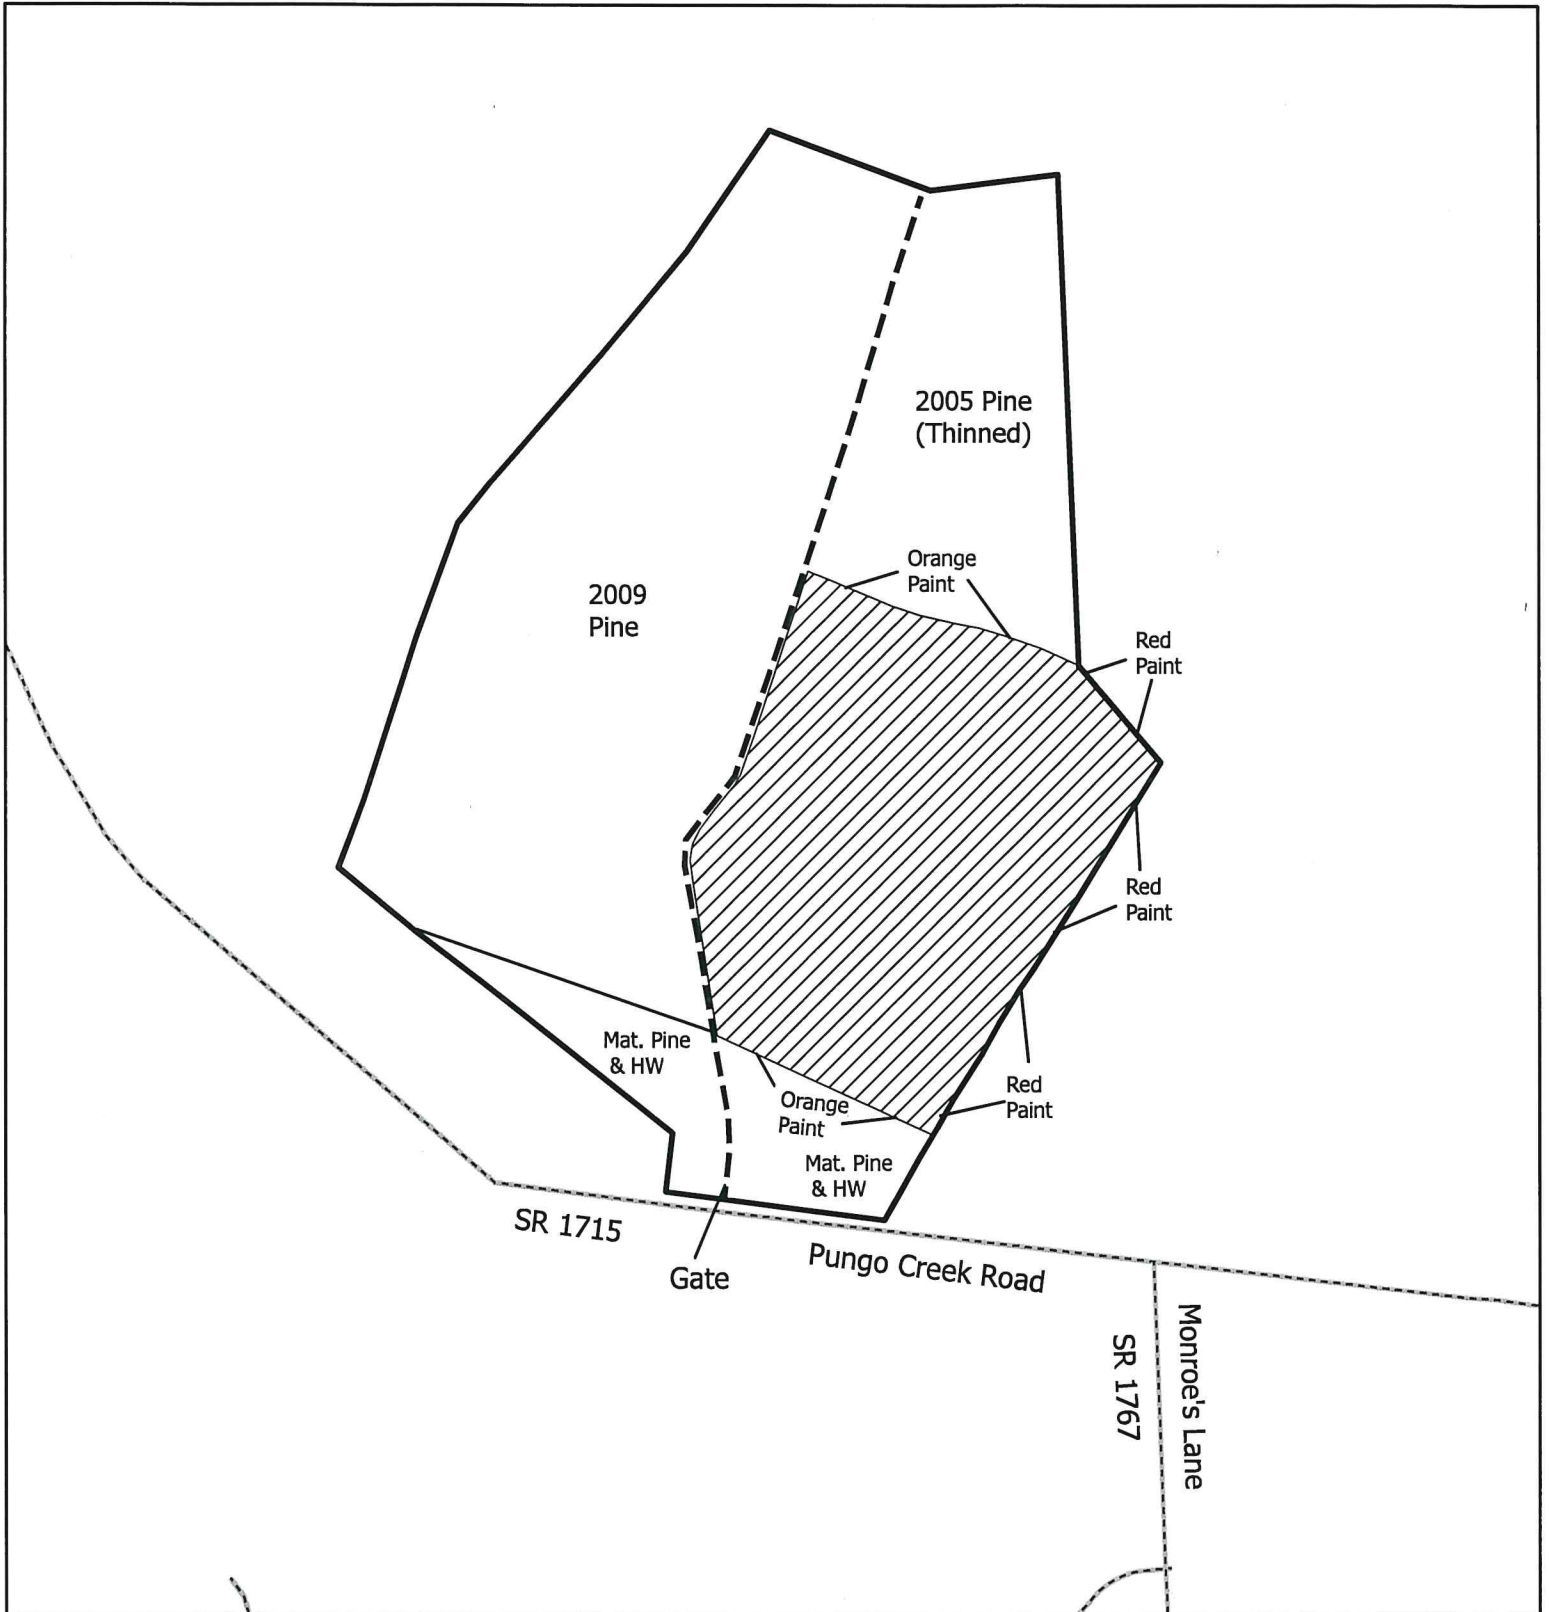 2005 Pine
(Thinned)
Orange
Paint
2009
Pine
Red
Paint
Red
Paint
Mat. Pine
& HW
Red
Paint
Orange
Paint
Mat. Pine
& HW
SR 1715
Pungo Creek Road
Gate
Monroe's Lane
SR 1767